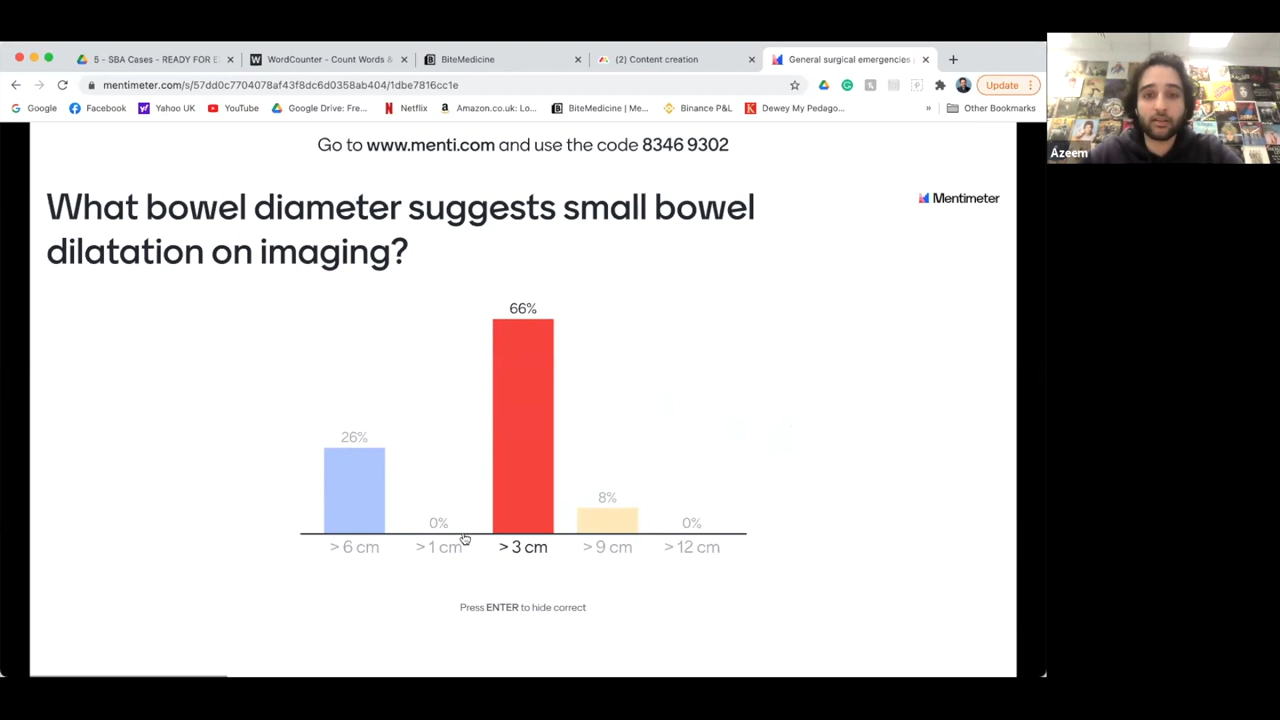 5 - SBA Cases - READY FOR E
WordCounter - Count Words &
BiteMedicine
(2) Content creation
General surgical emergencies
mentimeter.com/s/57dd0c7704078af43f8dc6d0358ab404/1dbe7816cc1e
Update
Google
Facebook
Yahoo UK
YouTube
Google Drive: Fre...
Netflix
Amazon.co.uk: Lo...
BiteMedicine | Me...
Binance P&L
Dewey My Pedago...
»
Other Bookmarks
Azeem
Go to www.menti.com and use the code 8346 9302
Mentimeter
What bowel diameter suggests small bowel
dilatation on imaging?
66%
26%
8%
0%
0%
> 6 cm
> 1 cm
> 3 cm
> 9 cm
> 12 cm
Press ENTER to hide correct